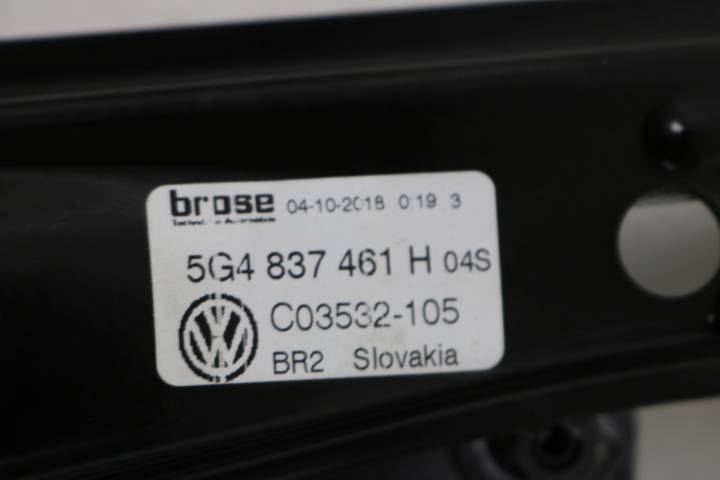 brose 04-10-2018 0:19 3
5G4 837 461 H 04S
C03532-105
BR2 Slovakia